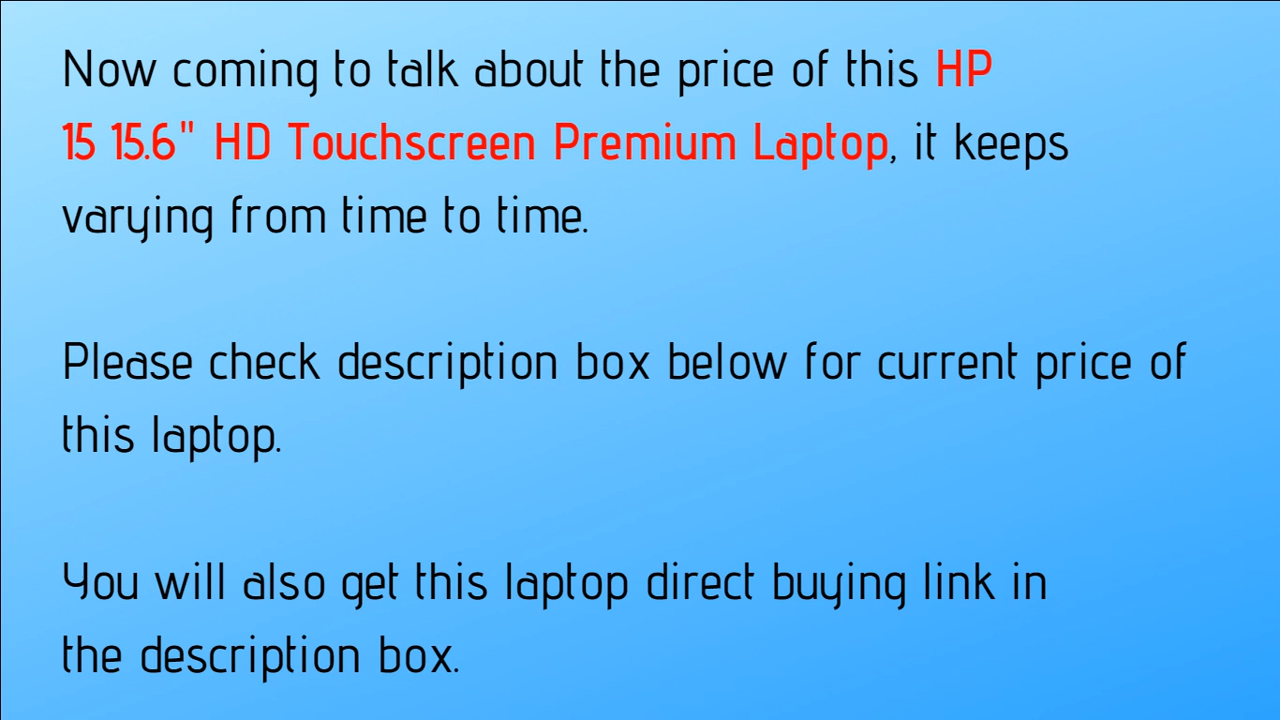 Now coming to talk about the price of this HP
15 15.6" HD Touchscreen Premium Laptop, it keeps
varying from time to time.
Please check description box below for current price of
this laptop.
You will also get this laptop direct buying link in
the description box.